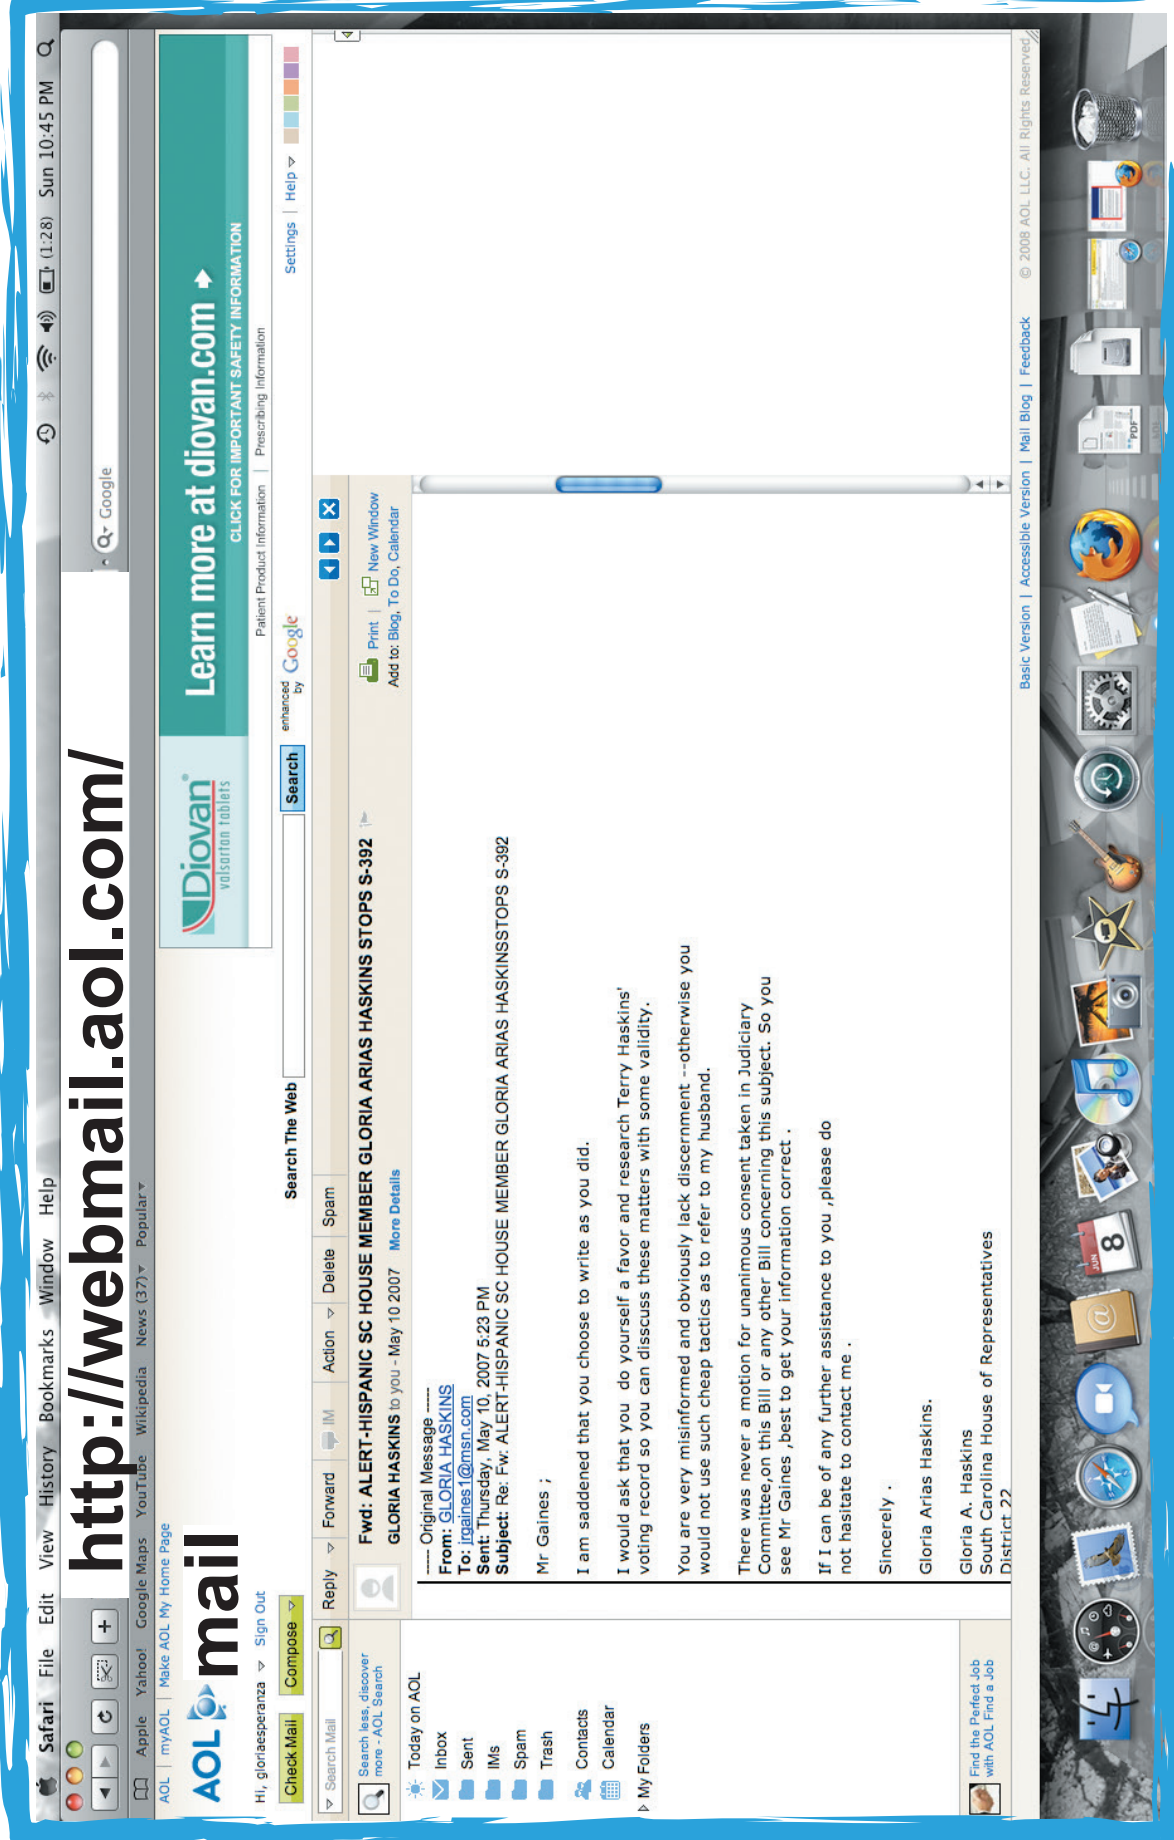 Safari File Edit View History Bookmarks Window Help (1:28) Sun 10:45 PM
http://webmail.aol.com/ Google
Apple Yahoo! Google Maps YouTube Wikipedia News (37) Popular
AOL | myAOL | Make AOL My Home Page
AOL mail
Diovan®
valsartan tablets
Learn more at diovan.com
CLICK FOR IMPORTANT SAFETY INFORMATION
Patient Product Information | Prescribing Information
Hi, gloriaesperanza Sign Out
Check Mail Compose
Search The Web Search enhanced by Google
Settings | Help
Search Mail
Reply Forward IM Action Delete Spam
Search less, discover
more - AOL Search
Today on AOL
Inbox
Sent
IMs
Spam
Trash
Contacts
Calendar
My Folders
Find the Perfect Job
with AOL Find a Job
Fwd: ALERT-HISPANIC SC HOUSE MEMBER GLORIA ARIAS HASKINS STOPS S-392
GLORIA HASKINS to you - May 10 2007 More Details
Print | New Window
Add to: Blog, To Do, Calendar
----- Original Message -----
From: GLORIA HASKINS
To: jrgaines1@msn.com
Sent: Thursday, May 10, 2007 5:23 PM
Subject: Re: Fw: ALERT-HISPANIC SC HOUSE MEMBER GLORIA ARIAS HASKINSSTOPS S-392
Mr Gaines ;
I am saddened that you choose to write as you did.
I would ask that you do yourself a favor and research Terry Haskins'
voting record so you can disscuss these matters with some validity.
You are very misinformed and obviously lack discernment --otherwise you
would not use such cheap tactics as to refer to my husband.
There was never a motion for unanimous consent taken in Judiciary
Committee,on this Bill or any other Bill concerning this subject. So you
see Mr Gaines ,best to get your information correct .
If I can be of any further assistance to you ,please do
not hasitate to contact me .
Sincerely .
Gloria Arias Haskins.
Gloria A. Haskins
South Carolina House of Representatives
District 22
Basic Version | Accessible Version | Mail Blog | Feedback © 2008 AOL LLC. All Rights Reserved
JUN
8
PDF